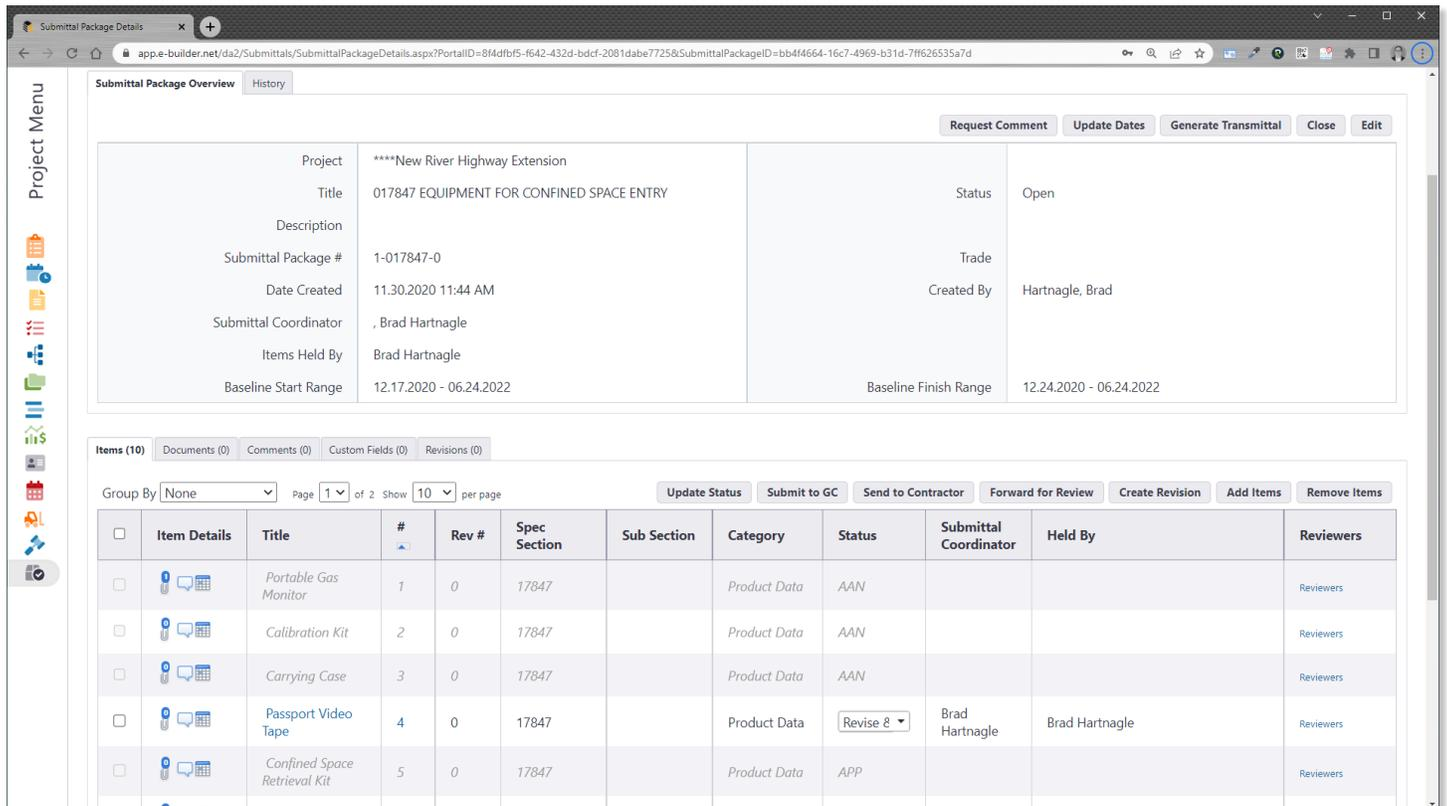 Submittal Package Details
app.e-builder.net/da2/Submittals/SubmittalPackageDetails.aspx?PortalID=8f4dfbf5-f642-432d-bdcf-2081dabe7725&SubmittalPackageID=bb4f4664-16c7-4969-b31d-7ff626535a7d
Project Menu
Submittal Package Overview History
Request Comment Update Dates Generate Transmittal Close Edit
Project ****New River Highway Extension
Title 017847 EQUIPMENT FOR CONFINED SPACE ENTRY Status Open
Description
Submittal Package # 1-017847-0 Trade
Date Created 11.30.2020 11:44 AM Created By Hartnagle, Brad
Submittal Coordinator , Brad Hartnagle
Items Held By Brad Hartnagle
Baseline Start Range 12.17.2020 - 06.24.2022 Baseline Finish Range 12.24.2020 - 06.24.2022
Items (10) Documents (0) Comments (0) Custom Fields (0) Revisions (0)
Group By None Page 1 of 2 Show 10 per page Update Status Submit to GC Send to Contractor Forward for Review Create Revision Add Items Remove Items
Item Details Title # Rev # Spec Section Sub Section Category Status Submittal Coordinator Held By Reviewers
1 Portable Gas Monitor 1 0 17847 Product Data AAN Reviewers
0 Calibration Kit 2 0 17847 Product Data AAN Reviewers
0 Carrying Case 3 0 17847 Product Data AAN Reviewers
0 Passport Video Tape 4 0 17847 Product Data Revise & Brad Hartnagle Brad Hartnagle Reviewers
0 Confined Space Retrieval Kit 5 0 17847 Product Data APP Reviewers